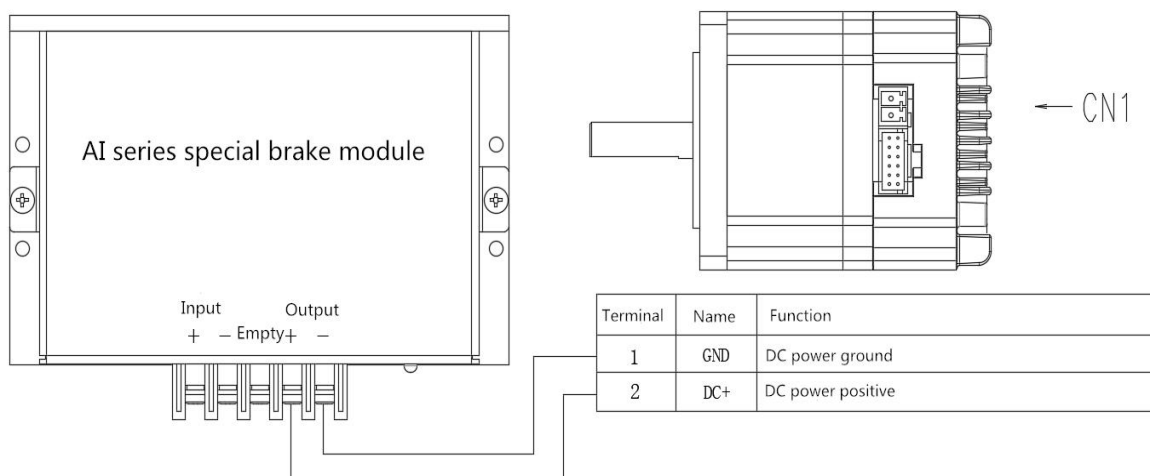 AI series special brake module
CN1
Input Output
+ − Empty + −
Terminal Name Function
1 GND DC power ground
2 DC+ DC power positive